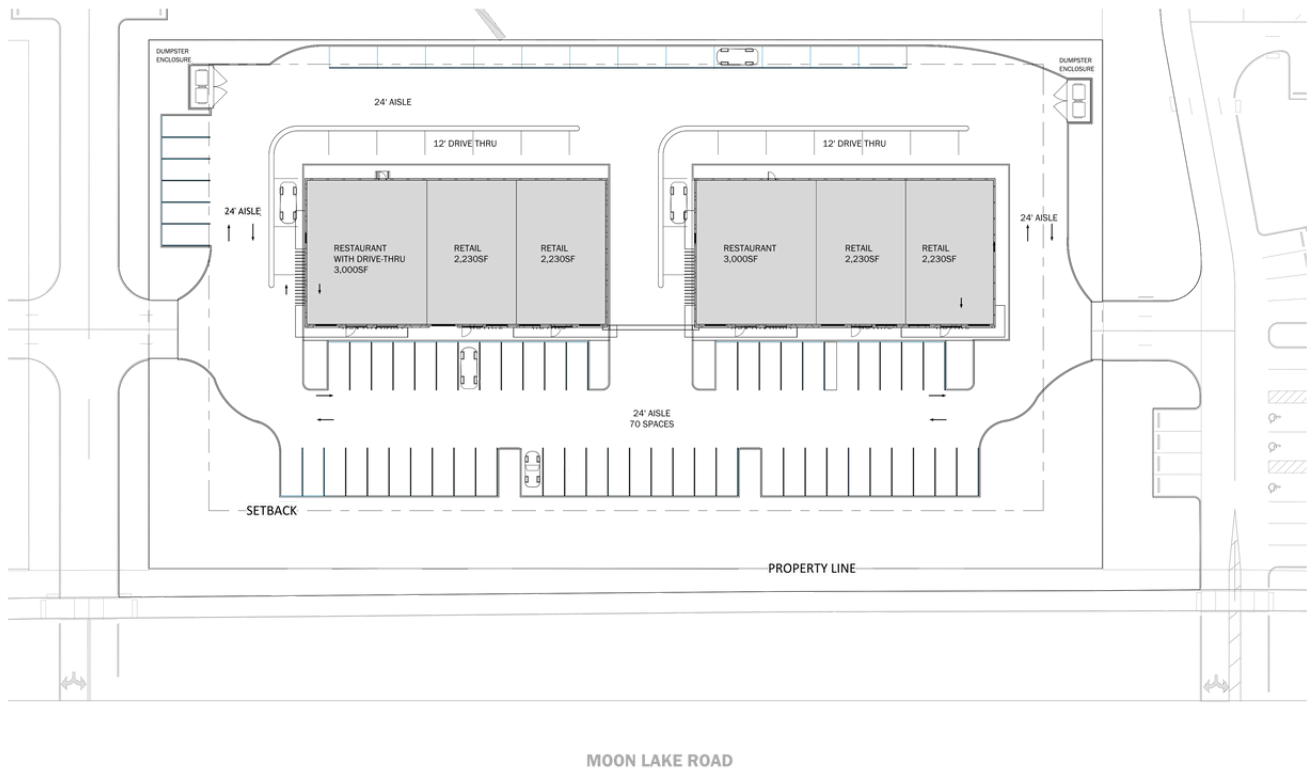 DUMPSTER
ENCLOSURE
DUMPSTER
ENCLOSURE
24' AISLE
12' DRIVE THRU
12' DRIVE THRU
24' AISLE
24' AISLE
RESTAURANT
WITH DRIVE-THRU
3,000SF
RETAIL
2,230SF
RETAIL
2,230SF
RESTAURANT
3,000SF
RETAIL
2,230SF
RETAIL
2,230SF
24' AISLE
70 SPACES
SETBACK
PROPERTY LINE
MOON LAKE ROAD